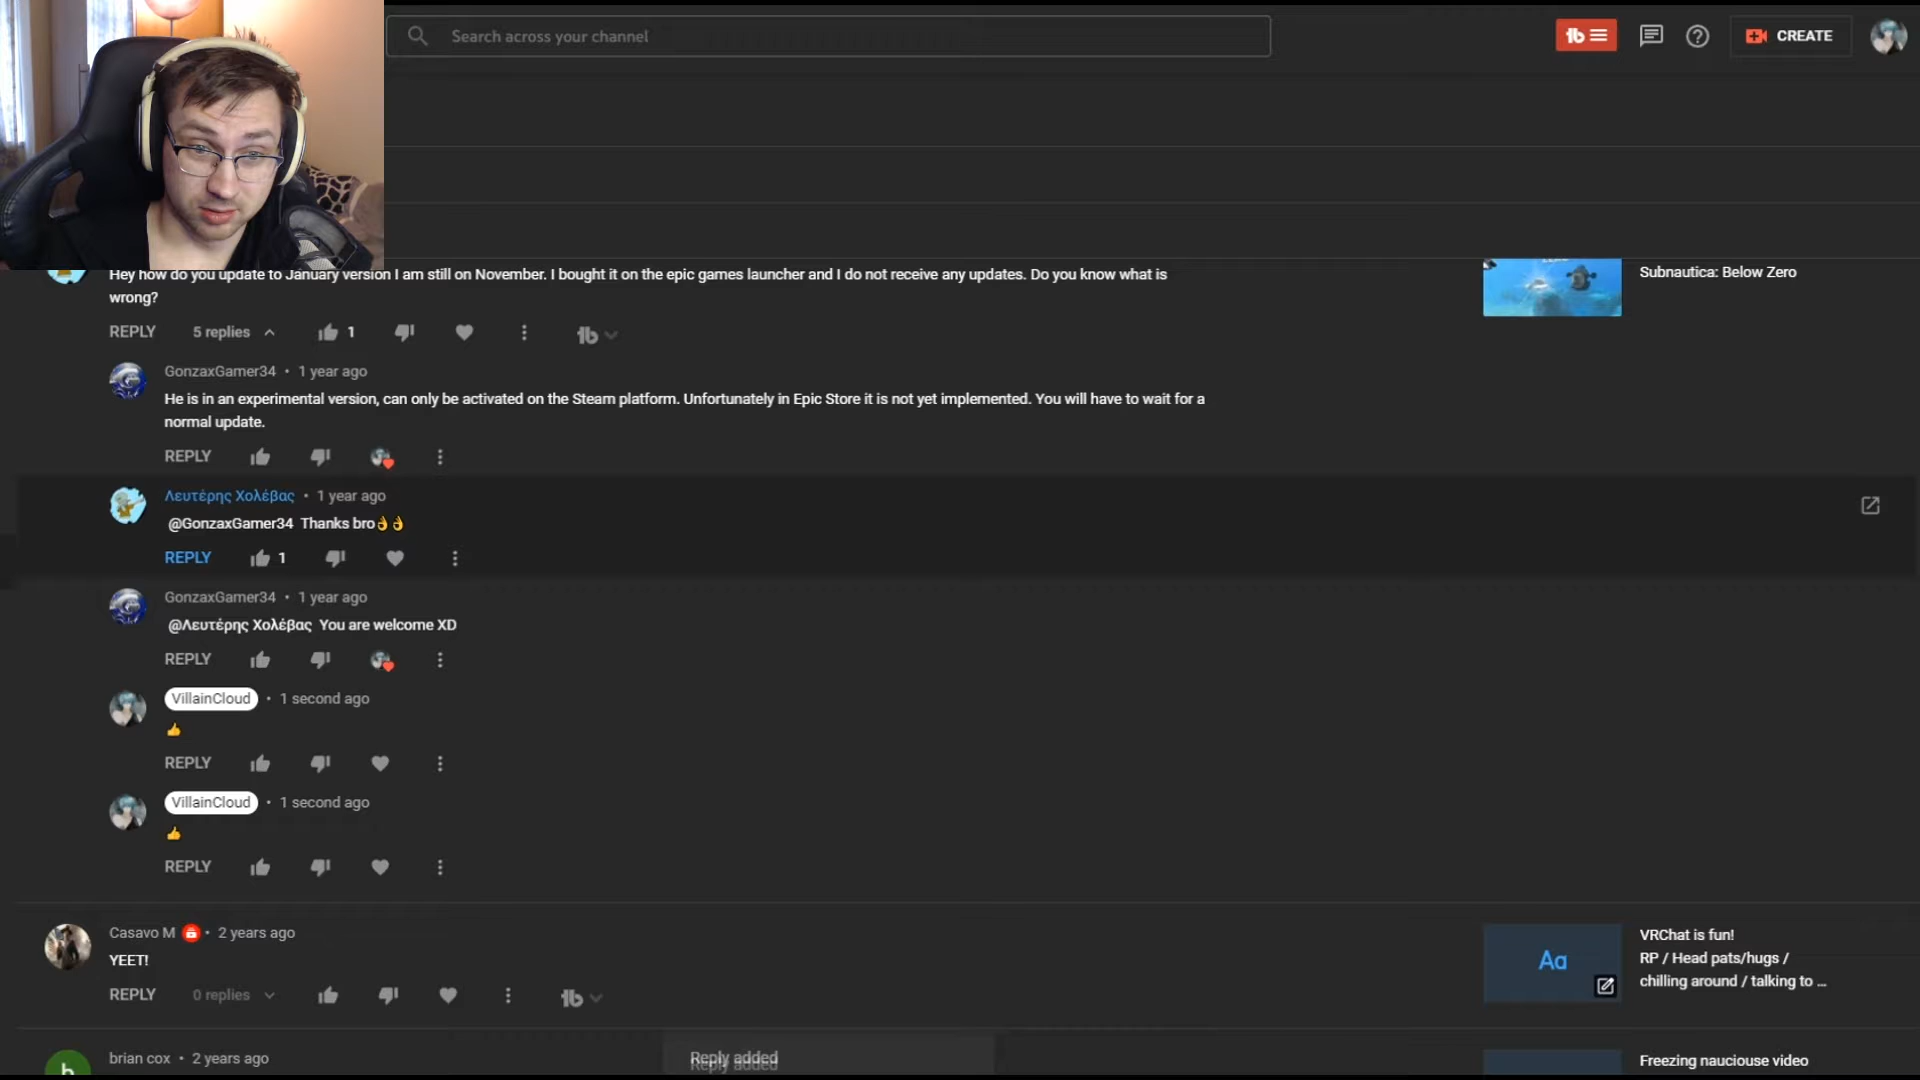 Search across your channel
CREATE
Hey how do you update to January version I am still on November. I bought it on the epic games launcher and I do not receive any updates. Do you know what is
wrong?
Subnautica: Below Zero
REPLY 5 replies 1
GonzaxGamer34 • 1 year ago
He is in an experimental version, can only be activated on the Steam platform. Unfortunately in Epic Store it is not yet implemented. You will have to wait for a
normal update.
REPLY
Λευτέρης Χολέβας • 1 year ago
@GonzaxGamer34 Thanks bro👌👌
REPLY 1
GonzaxGamer34 • 1 year ago
@Λευτέρης Χολέβας You are welcome XD
REPLY
VillainCloud • 1 second ago
👍
REPLY
VillainCloud • 1 second ago
👍
REPLY
Casavo M • 2 years ago
YEET!
REPLY 0 replies
Aa
VRChat is fun!
RP / Head pats/hugs /
chilling around / talking to ...
brian cox • 2 years ago
Reply added
Reply added
Freezing nauciouse video